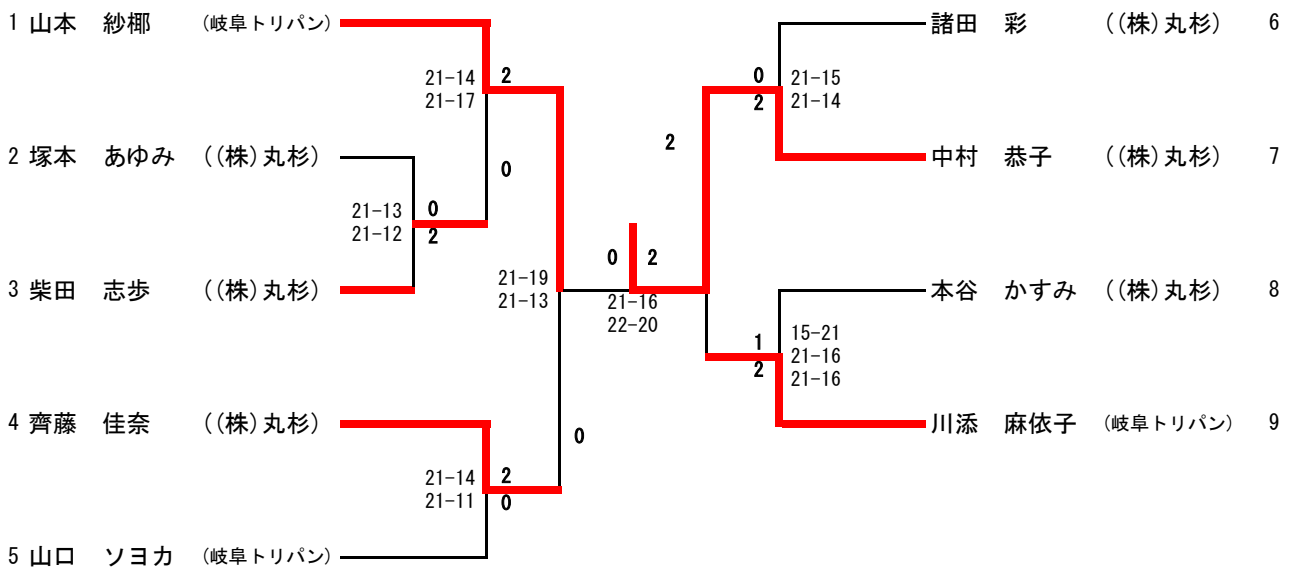 1 山本 紗椰 (岐阜トリパン)
諸田 彩 ((株)丸杉) 6
21-14 2
21-17
0 21-15
2 21-14
2
2 塚本 あゆみ ((株)丸杉)
中村 恭子 ((株)丸杉) 7
0
21-13 0
21-12 2
0 2
21-19
21-13
3 柴田 志歩 ((株)丸杉)
本谷 かすみ ((株)丸杉) 8
21-16
22-20
1 15-21
21-16
2 21-16
4 齊藤 佳奈 ((株)丸杉)
川添 麻依子 (岐阜トリパン) 9
0
21-14 2
21-11 0
5 山口 ソヨカ (岐阜トリパン)